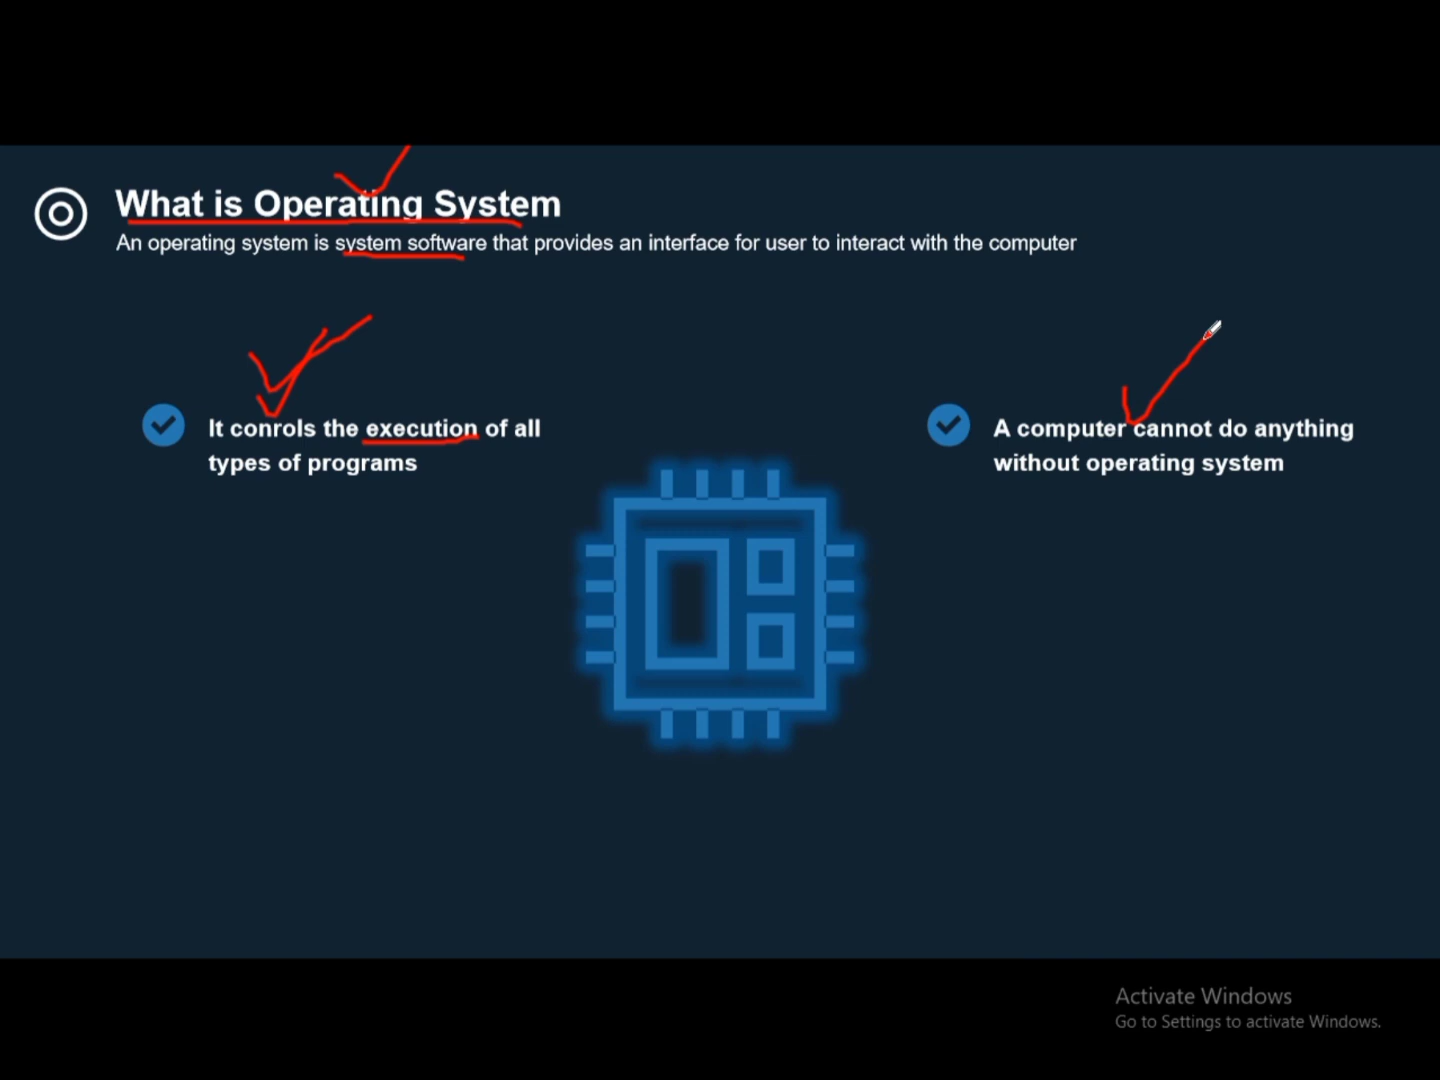 What is Operating System
An operating system is system software that provides an interface for user to interact with the computer
It conrols the execution of all
types of programs
A computer cannot do anything
without operating system
Activate Windows
Go to Settings to activate Windows.